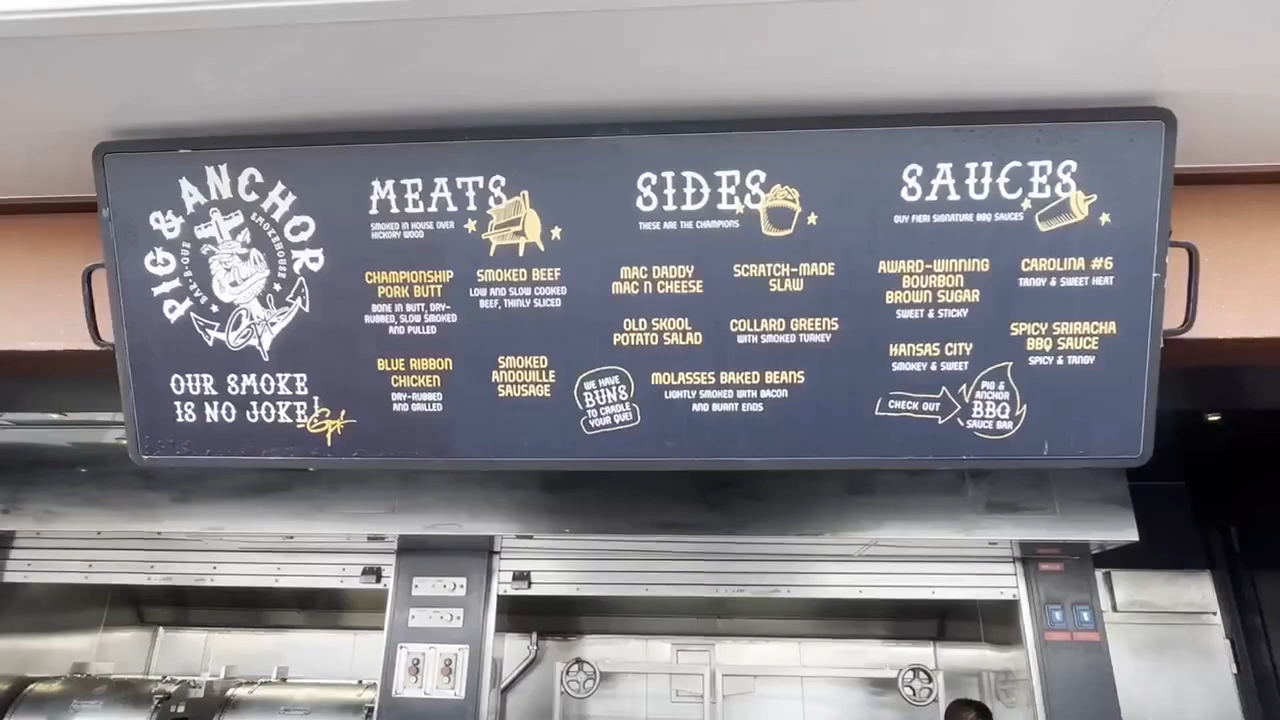 PIG & ANCHOR
BAR-B-QUE
SMOKEHOUSE
OUR SMOKE
IS NO JOKE!
MEATS
SMOKED IN HOUSE OVER
HICKORY WOOD
CHAMPIONSHIP
PORK BUTT
BONE IN BUTT, DRY-
RUBBED, SLOW SMOKED
AND PULLED
SMOKED BEEF
LOW AND SLOW COOKED
BEEF, THINLY SLICED
BLUE RIBBON
CHICKEN
DRY-RUBBED
AND GRILLED
SMOKED
ANDOUILLE
SAUSAGE
SIDES
THESE ARE THE CHAMPIONS
MAC DADDY
MAC N CHEESE
SCRATCH-MADE
SLAW
OLD SKOOL
POTATO SALAD
COLLARD GREENS
WITH SMOKED TURKEY
WE HAVE
BUNS
TO CRADLE
YOUR QUE!
MOLASSES BAKED BEANS
LIGHTLY SMOKED WITH BACON
AND BURNT ENDS
SAUCES
GUY FIERI SIGNATURE BBQ SAUCES
AWARD-WINNING
BOURBON
BROWN SUGAR
SWEET & STICKY
CAROLINA #6
TANGY & SWEET HEAT
KANSAS CITY
SMOKEY & SWEET
SPICY SRIRACHA
BBQ SAUCE
SPICY & TANGY
CHECK OUT
PIG &
ANCHOR
BBQ
SAUCE BAR